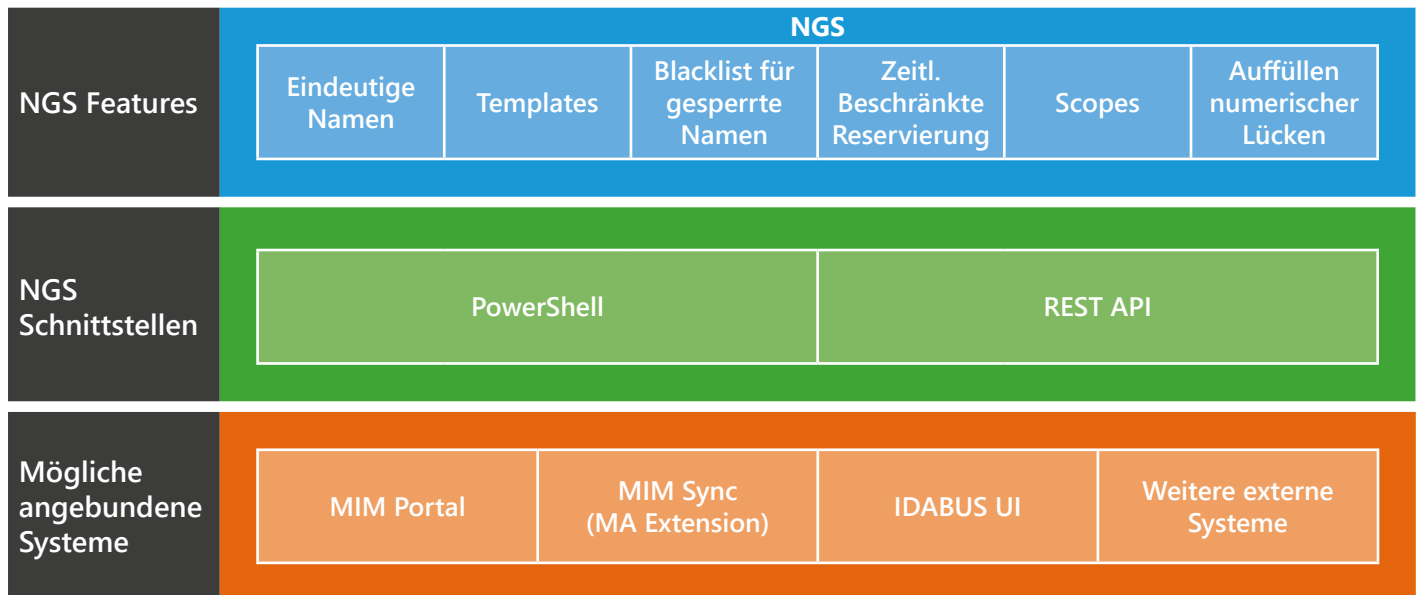 NGS Features
NGS
Eindeutige
Namen
Templates
Blacklist für
gesperrte
Namen
Zeitl.
Beschränkte
Reservierung
Scopes
Auffüllen
numerischer
Lücken
NGS
Schnittstellen
PowerShell
REST API
Mögliche
angebundene
Systeme
MIM Portal
MIM Sync
(MA Extension)
IDABUS UI
Weitere externe
Systeme